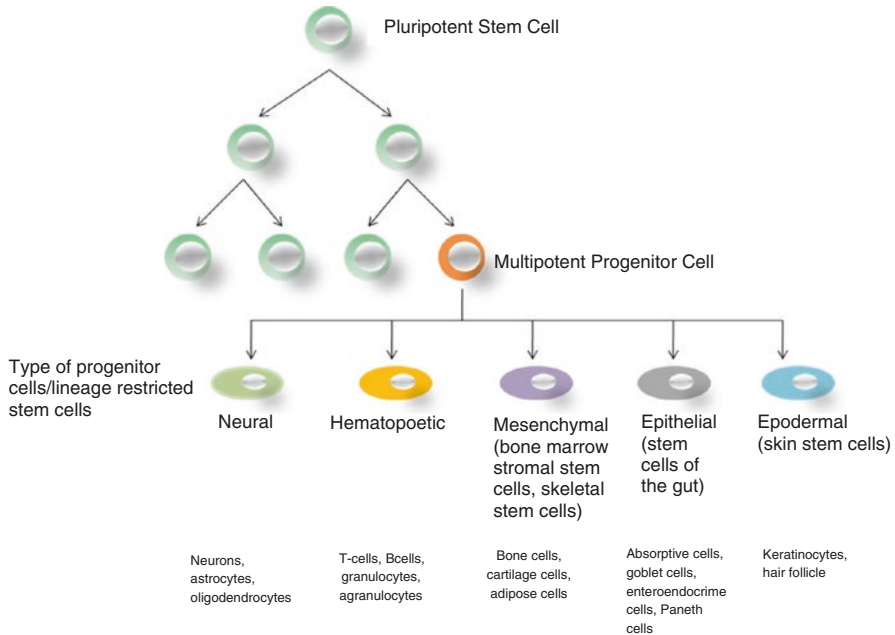 Pluripotent Stem Cell
Multipotent Progenitor Cell
Type of progenitor
cells/lineage restricted
stem cells
Neural
Hematopoetic
Mesenchymal
(bone marrow
stromal stem
cells, skeletal
stem cells)
Epithelial
(stem
cells of
the gut)
Epodermal
(skin stem cells)
Neurons,
astrocytes,
oligodendrocytes
T-cells, Bcells,
granulocytes,
agranulocytes
Bone cells,
cartilage cells,
adipose cells
Absorptive cells,
goblet cells,
enteroendocrime
cells, Paneth
cells
Keratinocytes,
hair follicle